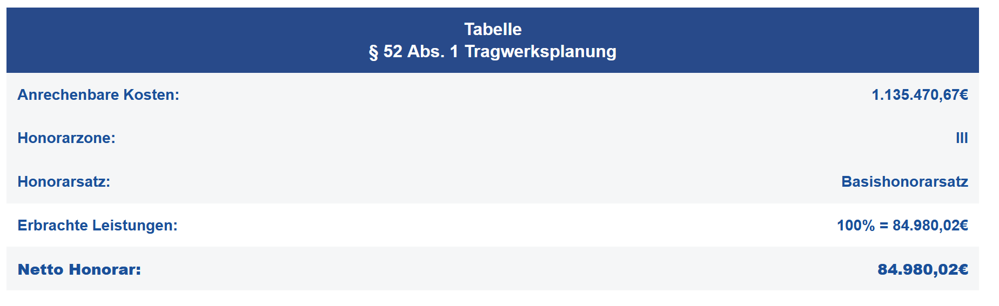 Tabelle
§ 52 Abs. 1 Tragwerksplanung
Anrechenbare Kosten: 1.135.470,67€
Honorarzone: III
Honorarsatz: Basishonorarsatz
Erbrachte Leistungen: 100% = 84.980,02€
Netto Honorar: 84.980,02€